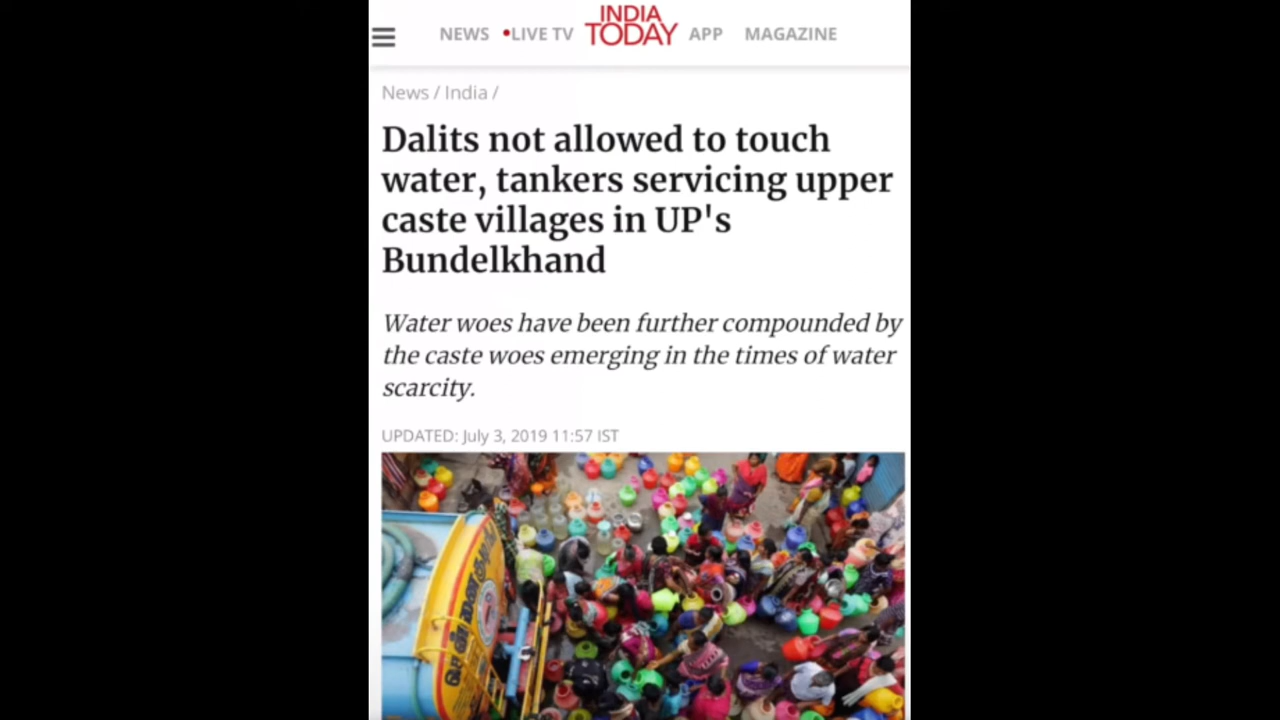 NEWS •LIVE TV INDIA TODAY APP MAGAZINE
News / India /
Dalits not allowed to touch
water, tankers servicing upper
caste villages in UP's
Bundelkhand
Water woes have been further compounded by
the caste woes emerging in the times of water
scarcity.
UPDATED: July 3, 2019 11:57 IST